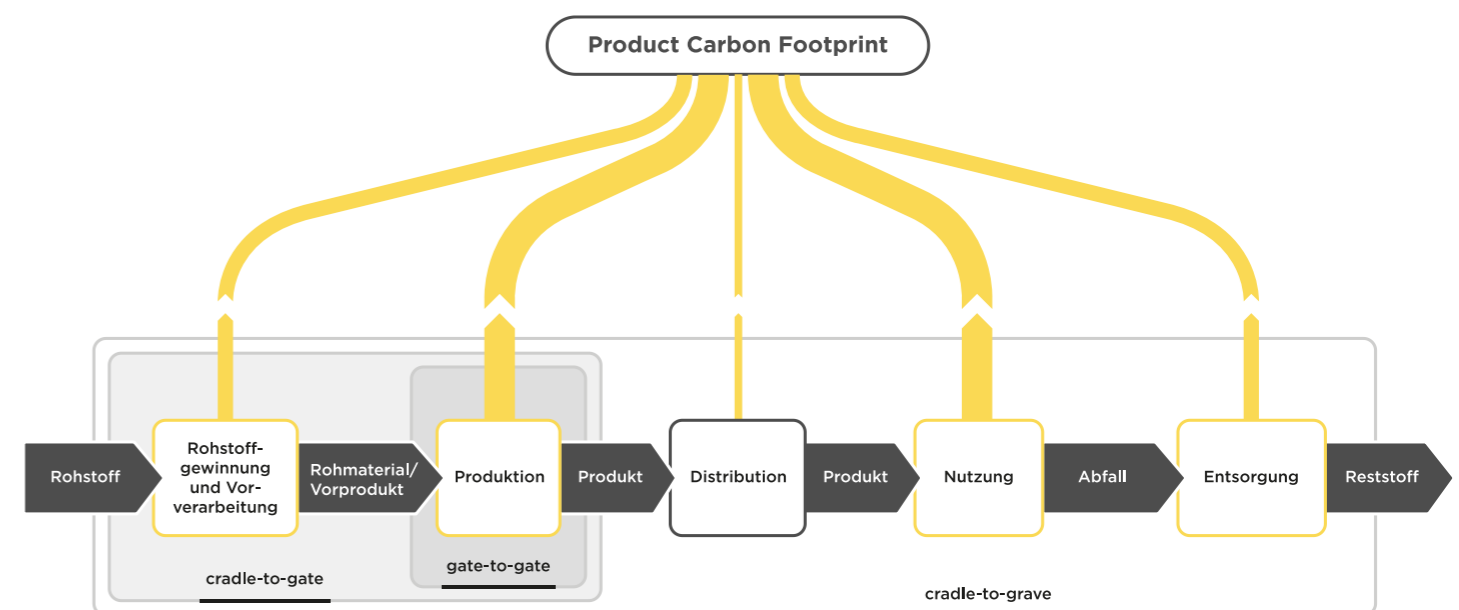 Product Carbon Footprint
Rohstoff
Rohstoff-
gewinnung
und Vor-
verarbeitung
Rohmaterial/
Vorprodukt
Produktion
Produkt
Distribution
Produkt
Nutzung
Abfall
Entsorgung
Reststoff
cradle-to-gate
gate-to-gate
cradle-to-grave